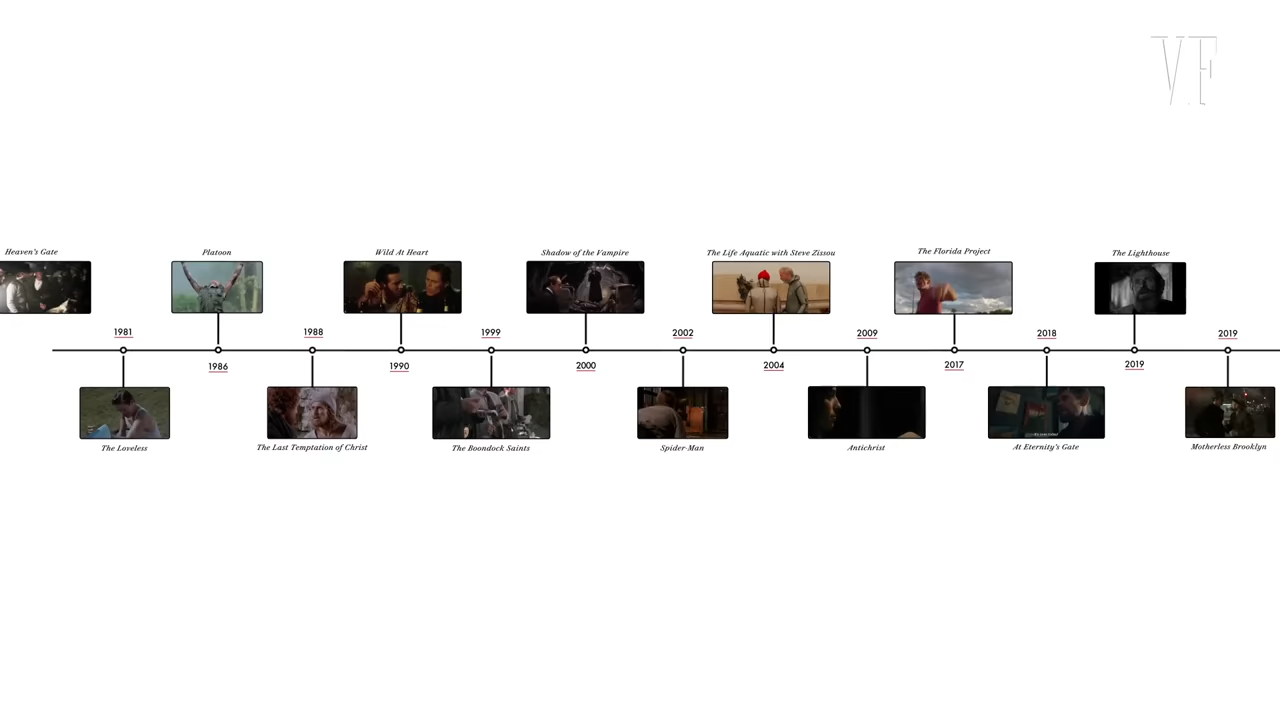 VF
Heaven's Gate
Platoon
Wild At Heart
Shadow of the Vampire
The Life Aquatic with Steve Zissou
The Florida Project
The Lighthouse
1981
1988
1999
2002
2009
2018
2019
1986
1990
2000
2004
2017
2019
The Loveless
The Last Temptation of Christ
The Boondock Saints
Spider-Man
Antichrist
At Eternity's Gate
Motherless Brooklyn